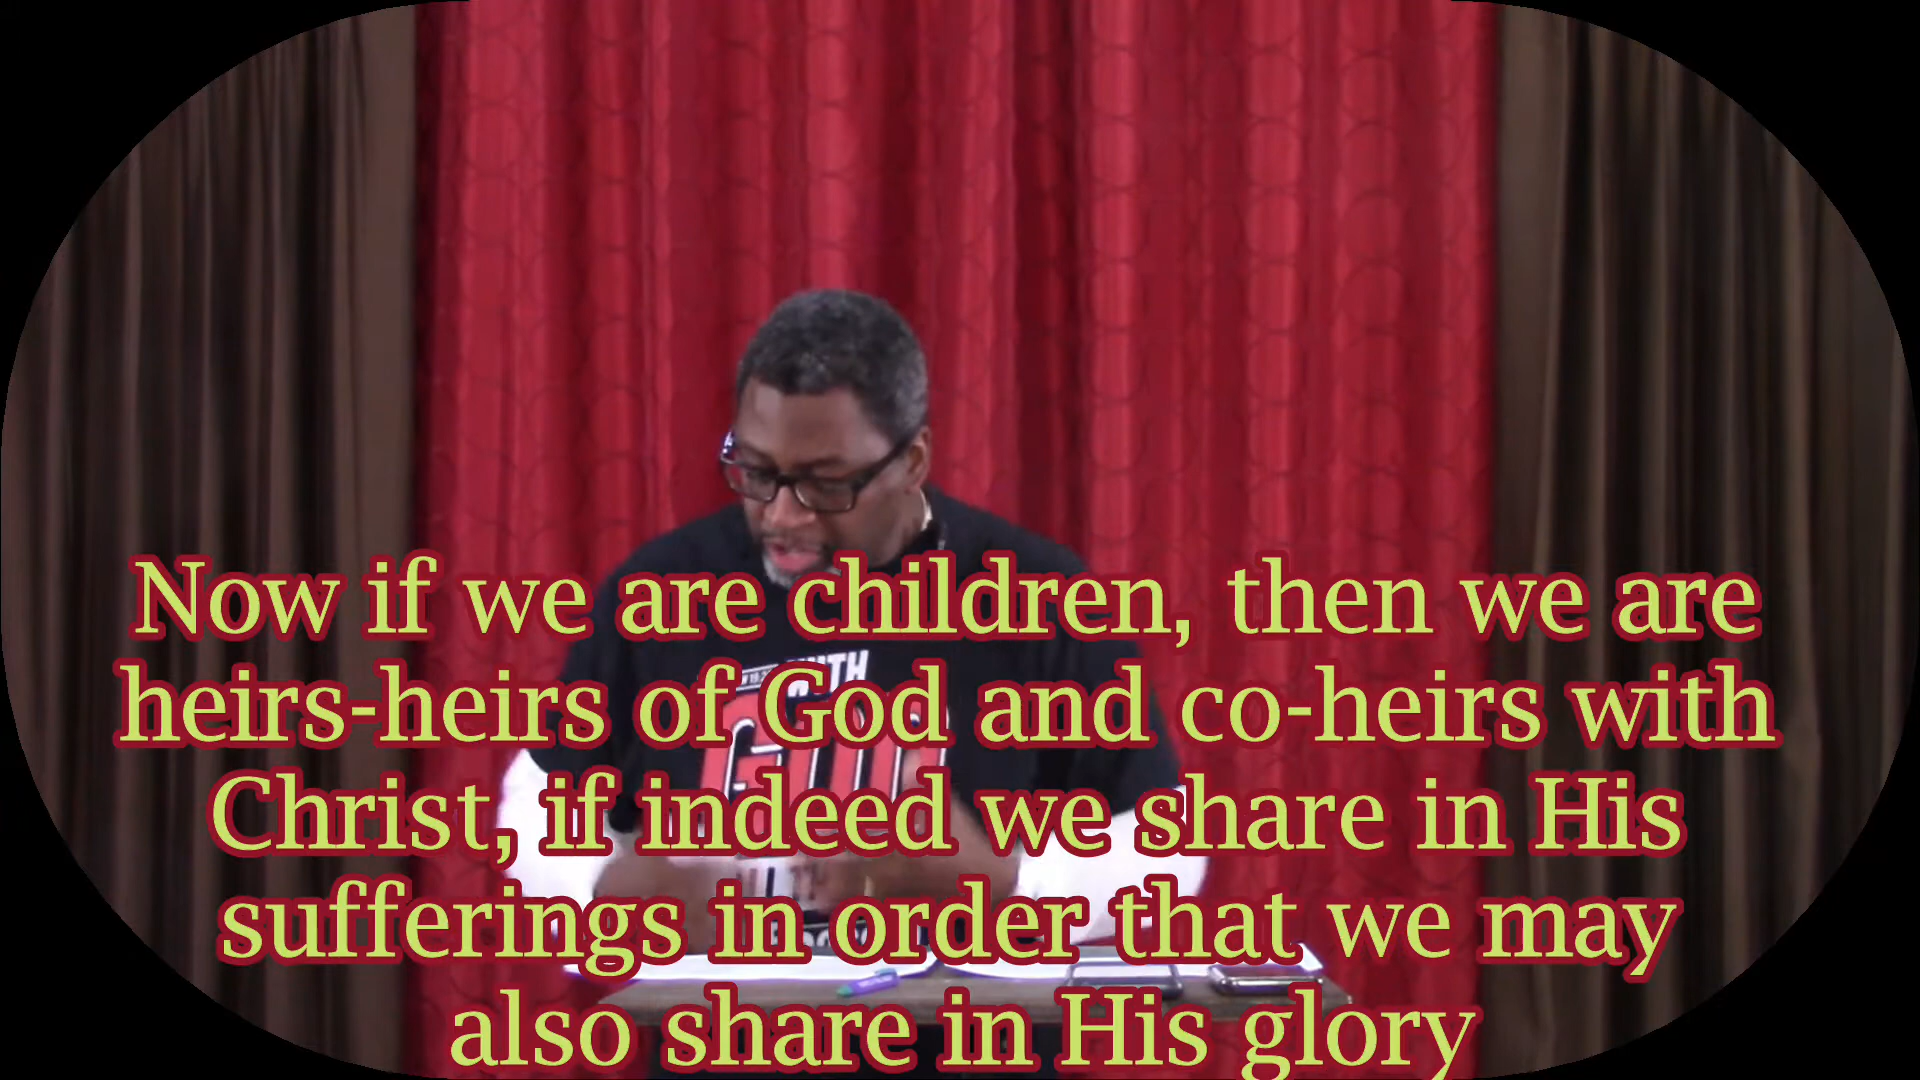 Now if we are children, then we are
heirs-heirs of God and co-heirs with
Christ, if indeed we share in His
sufferings in order that we may
also share in His glory